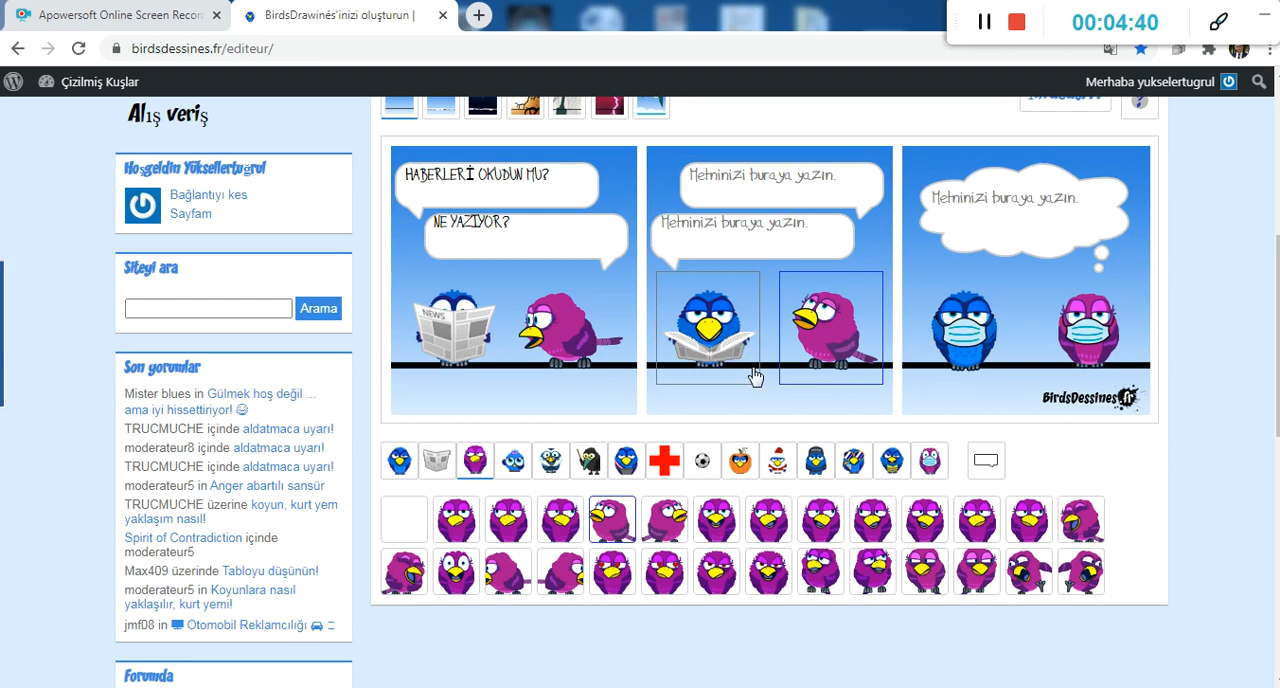 Apowersoft Online Screen Recor
BirdsDrawinés'inizi oluşturun |
00:04:40
birdsdessines.fr/editeur/
Çizilmiş Kuşlar
Merhaba yukselertugrul
Alış veriş
Hoşgeldin Yüksellertuğrul
Bağlantıyı kes
Sayfam
Siteyi ara
Arama
Son yorumlar
Mister blues in Gülmek hoş değil ...
ama iyi hissettiriyor!
TRUCMUCHE içinde
aldatmaca uyarı!
moderateur8 içinde aldatmaca uyarı!
TRUCMUCHE içinde
aldatmaca uyarı!
moderateur5 in Anger abartılı sansür
TRUCMUCHE üzerine koyun, kurt yem
yaklaşım nasıl!
Spirit of Contradiction içinde
moderateur5
Max409 üzerinde Tabloyu düşünün!
moderateur5 in Koyunlara nasıl
yaklaşılır, kurt yemi!
jmf08 in Otomobil Reklamcılığı
Forumda
HABERLERİ OKUDUN MU?
NE YAZIYOR?
NEWS
Metninizi buraya yazın.
Metninizi buraya yazın.
Metninizi buraya yazın.
BirdsDessines.fr